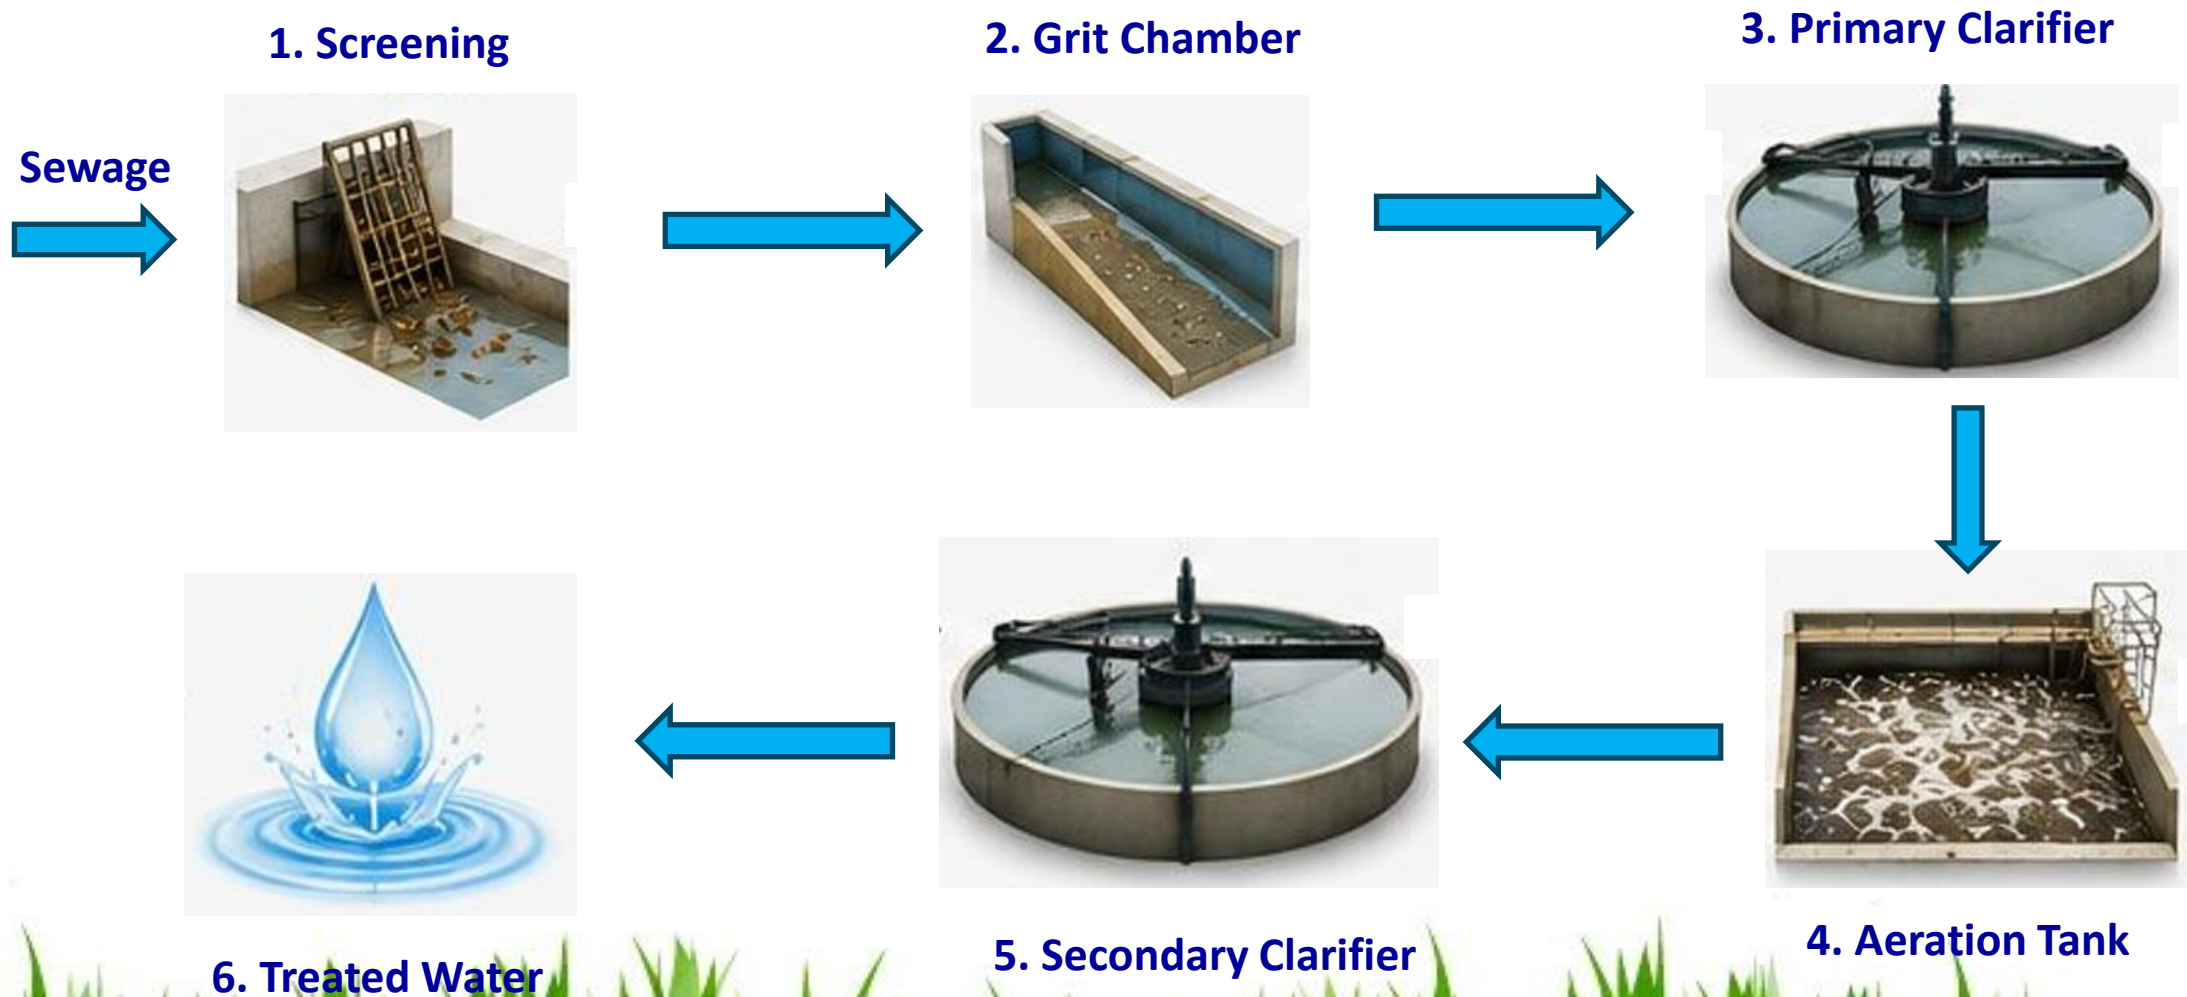 1. Screening
2. Grit Chamber
3. Primary Clarifier
Sewage
4. Aeration Tank
5. Secondary Clarifier
6. Treated Water